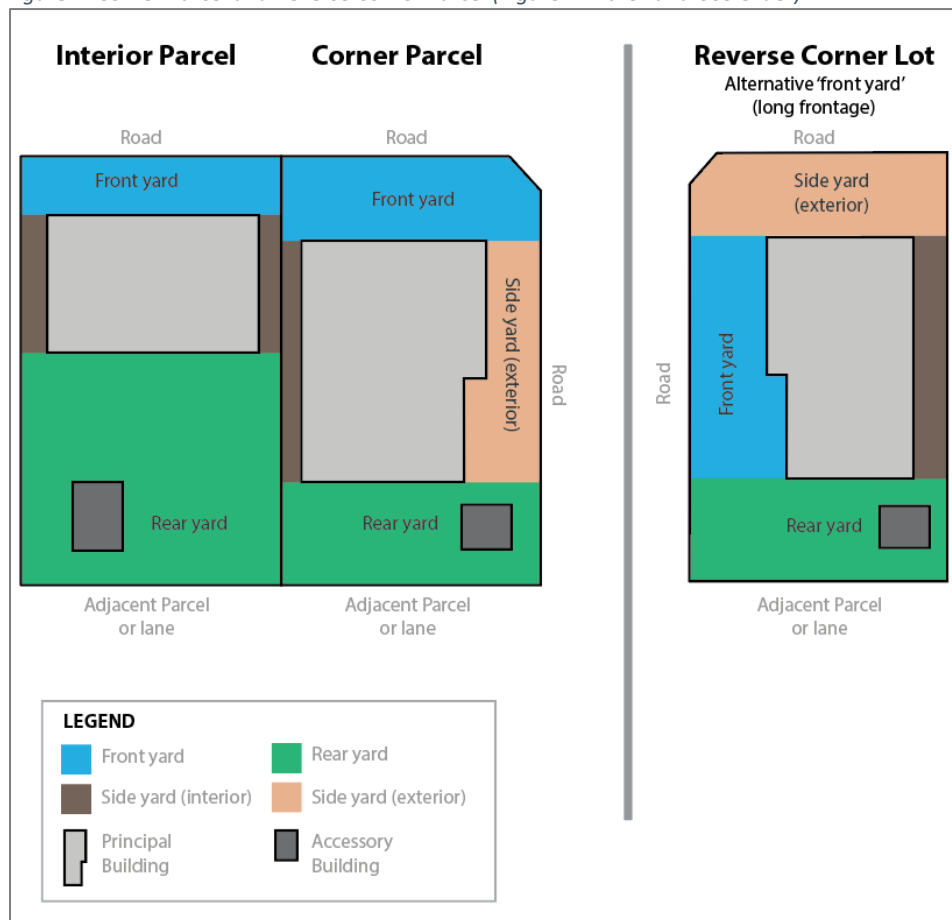 Interior Parcel
Corner Parcel
Reverse Corner Lot
Alternative ‘front yard’
(long frontage)
Road
Road
Road
Front yard
Front yard
Side yard
(exterior)
Side yard (exterior)
Road
Road
Front yard
Rear yard
Rear yard
Rear yard
Adjacent Parcel
or lane
Adjacent Parcel
or lane
Adjacent Parcel
or lane
LEGEND
Front yard
Rear yard
Side yard (interior)
Side yard (exterior)
Principal
Building
Accessory
Building